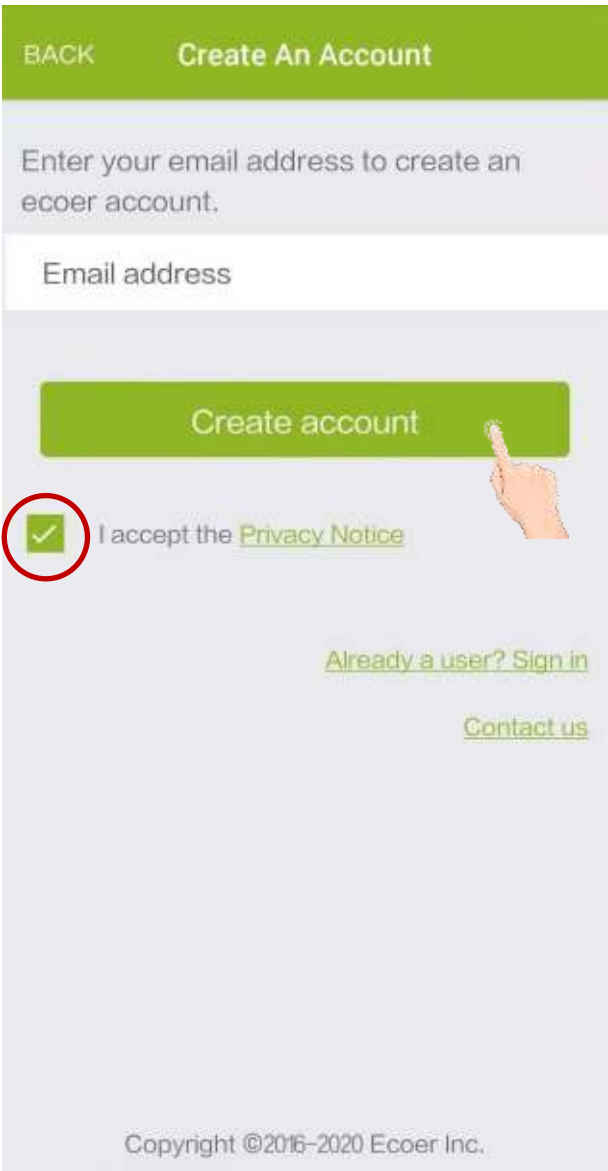 BACK Create An Account
Enter your email address to create an
ecoer account.
Email address
Create account
I accept the Privacy Notice
Already a user? Sign in
Contact us
Copyright ©2016-2020 Ecoer Inc.